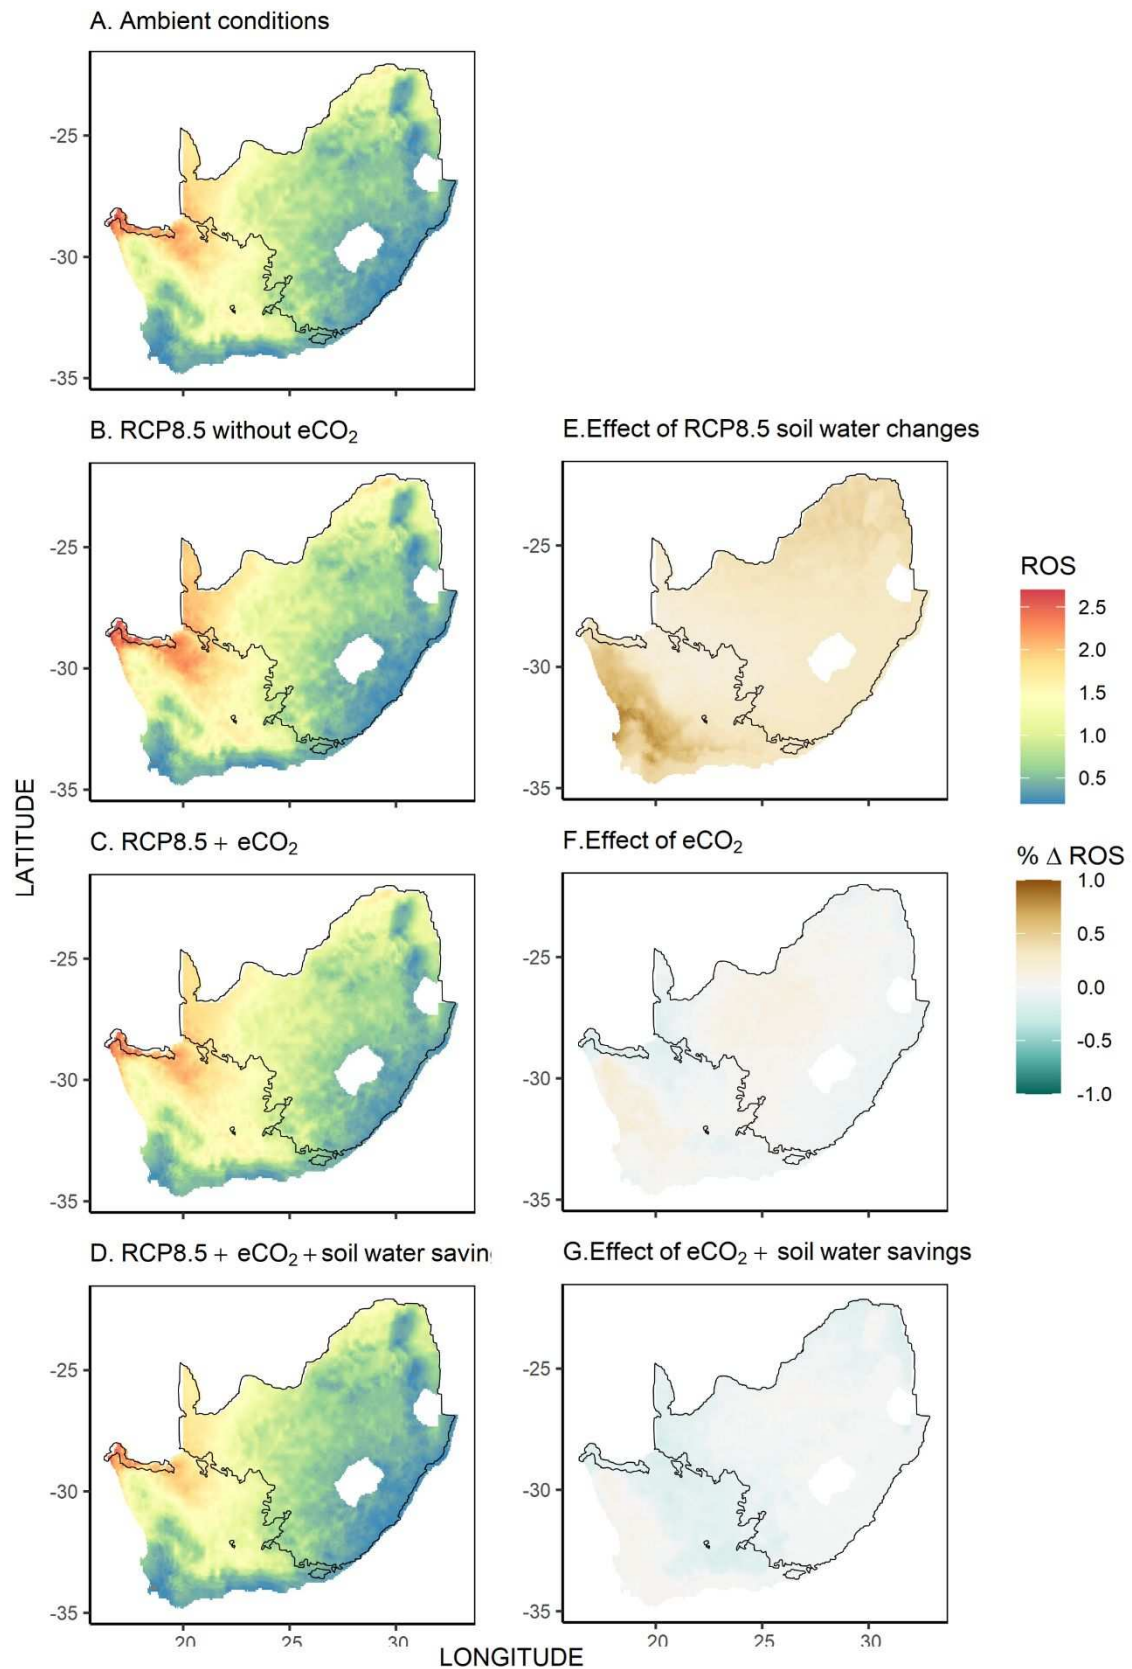 A. Ambient conditions
-25
-30
-35
B. RCP8.5 without eCO₂
E.Effect of RCP8.5 soil water changes
-25
-30
-35
-25
-30
-35
ROS
2.5
2.0
1.5
1.0
0.5
LATITUDE
C. RCP8.5 + eCO₂
F.Effect of eCO₂
% Δ ROS
1.0
0.5
0.0
-0.5
-1.0
-25
-30
-35
-25
-30
-35
D. RCP8.5 + eCO₂ + soil water savin
G.Effect of eCO₂ + soil water savings
-25
-30
-35
-25
-30
-35
20 25 30
20 25 30
LONGITUDE